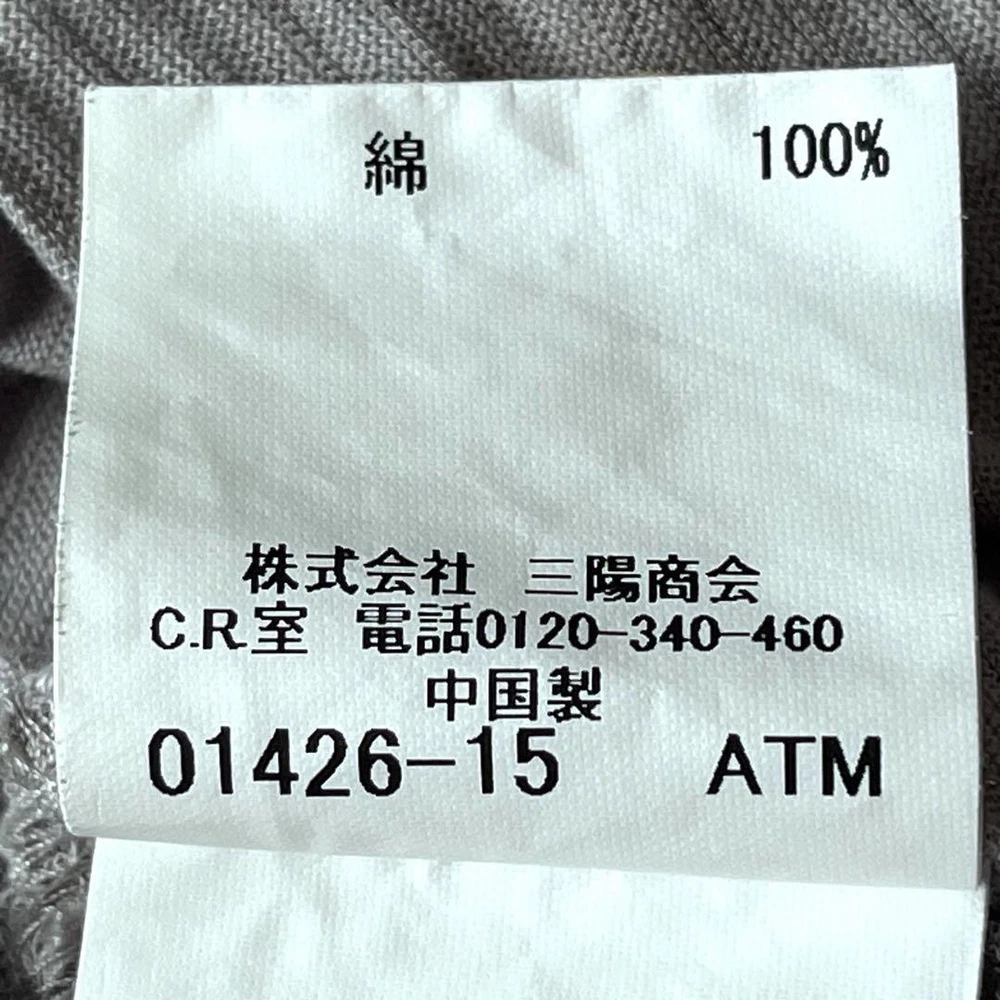 綿 100%
株式会社 三陽商会
C.R.室 電話0120-340-460
中国製
01426-15 ATM